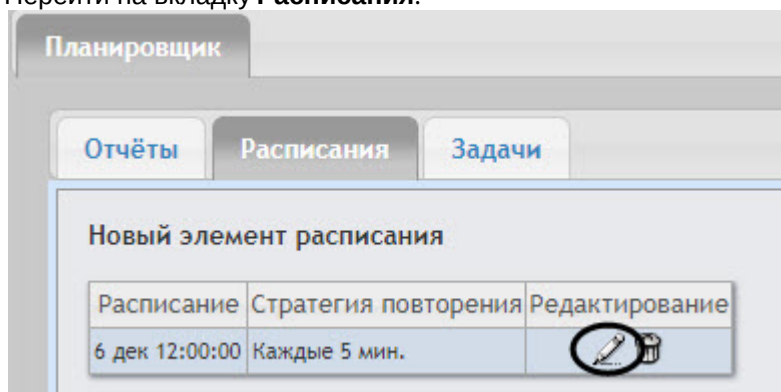 Перейти на вкладку Расписания.
Планировщик
Отчёты Расписания Задачи
Новый элемент расписания
Расписание Стратегия повторения Редактирование
6 дек 12:00:00 Каждые 5 мин.